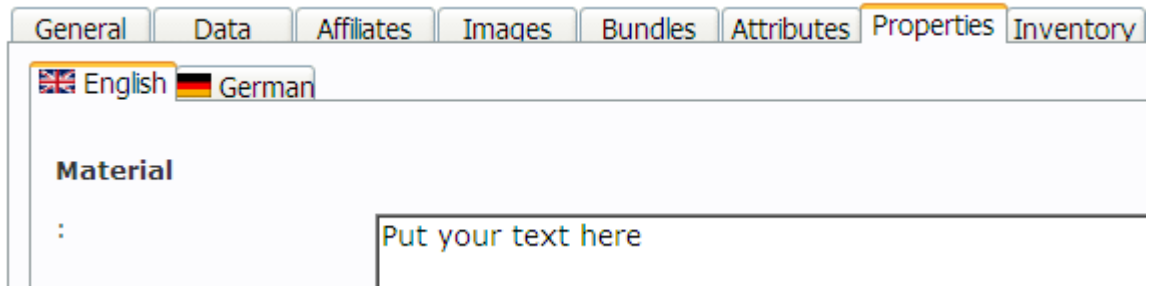 General Data Affiliates Images Bundles Attributes Properties Inventory
English German
Material
:
Put your text here